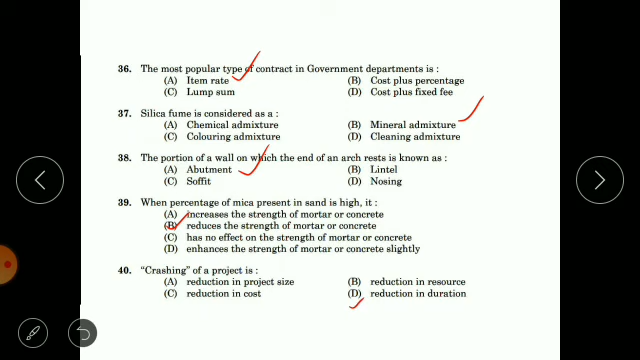 36. The most popular type of contract in Government departments is :
(A) Item rate (B) Cost plus percentage
(C) Lump sum (D) Cost plus fixed fee
37. Silica fume is considered as a :
(A) Chemical admixture (B) Mineral admixture
(C) Colouring admixture (D) Cleaning admixture
38. The portion of a wall on which the end of an arch rests is known as :
(A) Abutment (B) Lintel
(C) Soffit (D) Nosing
39. When percentage of mica present in sand is high, it :
(A) increases the strength of mortar or concrete
(B) reduces the strength of mortar or concrete
(C) has no effect on the strength of mortar or concrete
(D) enhances the strength of mortar or concrete slightly
40. “Crashing” of a project is :
(A) reduction in project size (B) reduction in resource
(C) reduction in cost (D) reduction in duration